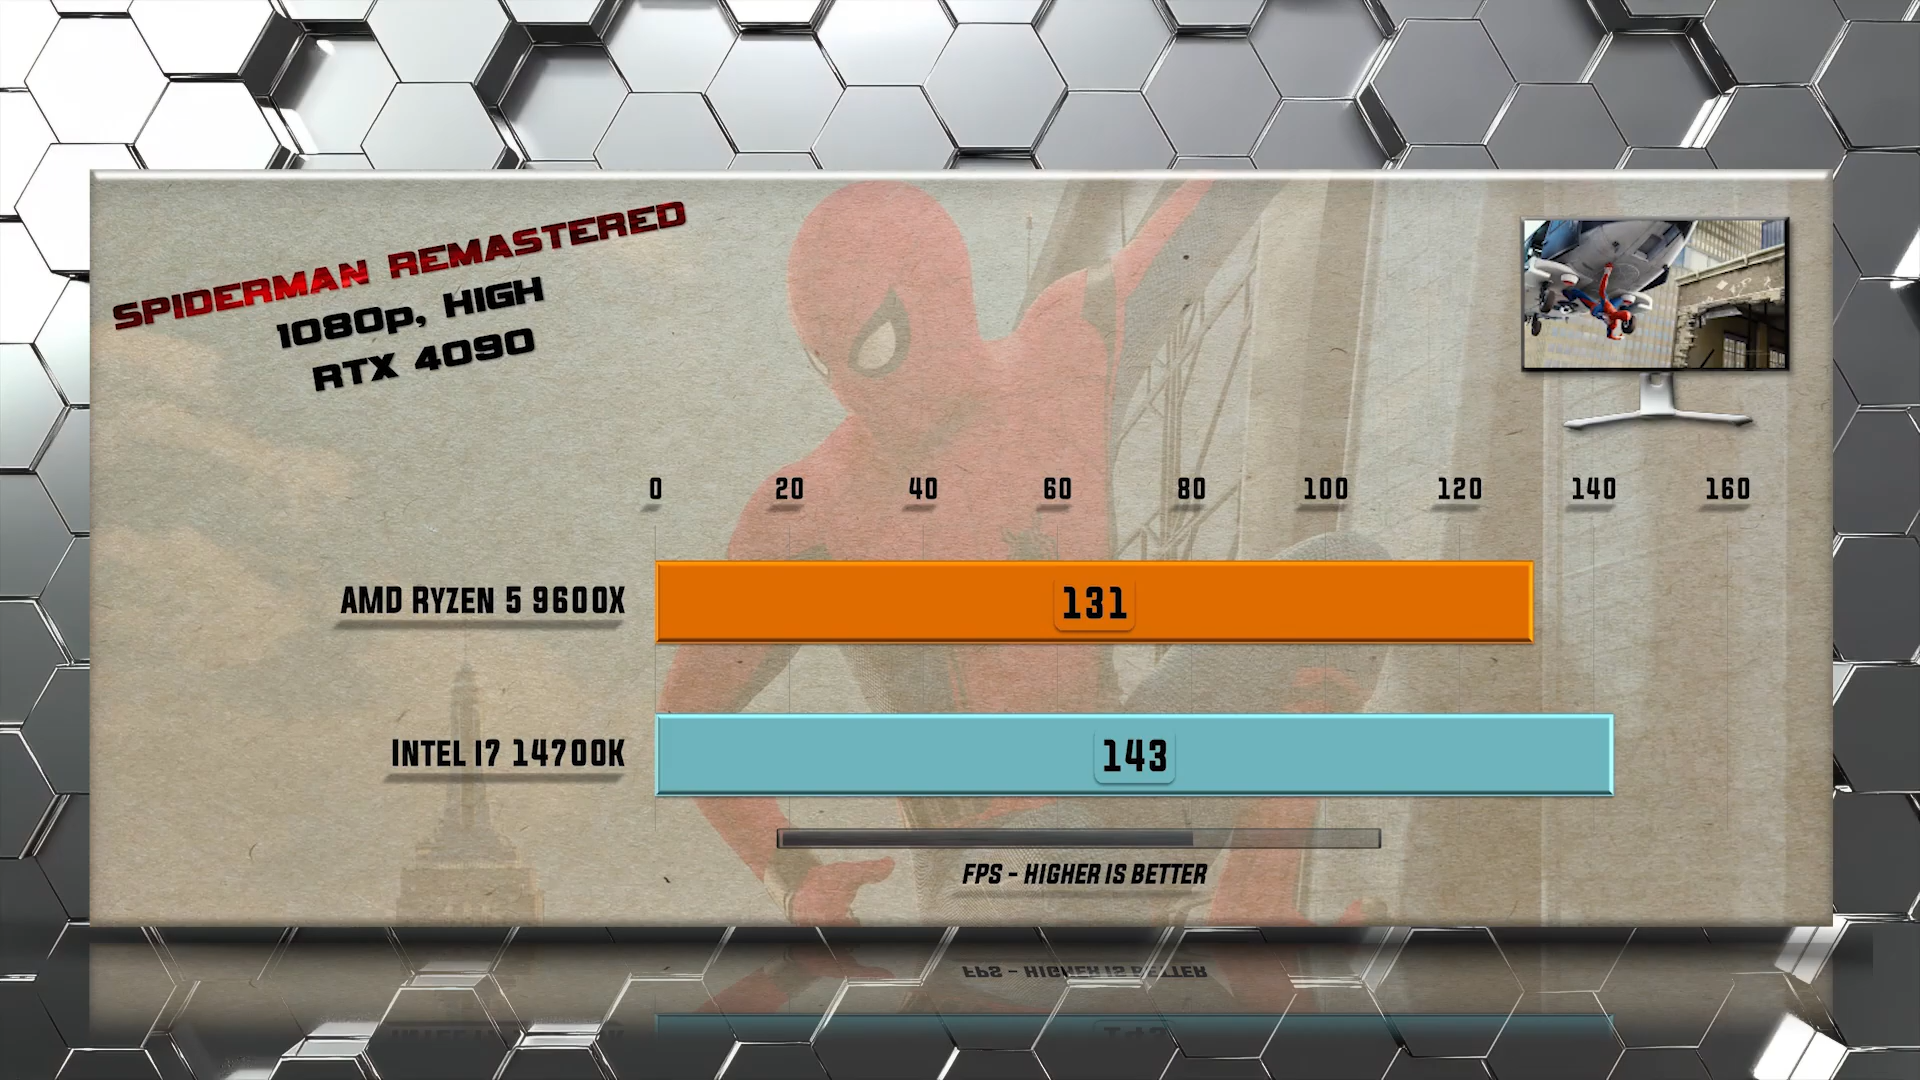 SPIDERMAN REMASTERED
1080p, HIGH
RTX 4090
0 20 40 60 80 100 120 140 160
AMD RYZEN 5 9600X
131
INTEL I7 14700K
143
FPS - HIGHER IS BETTER